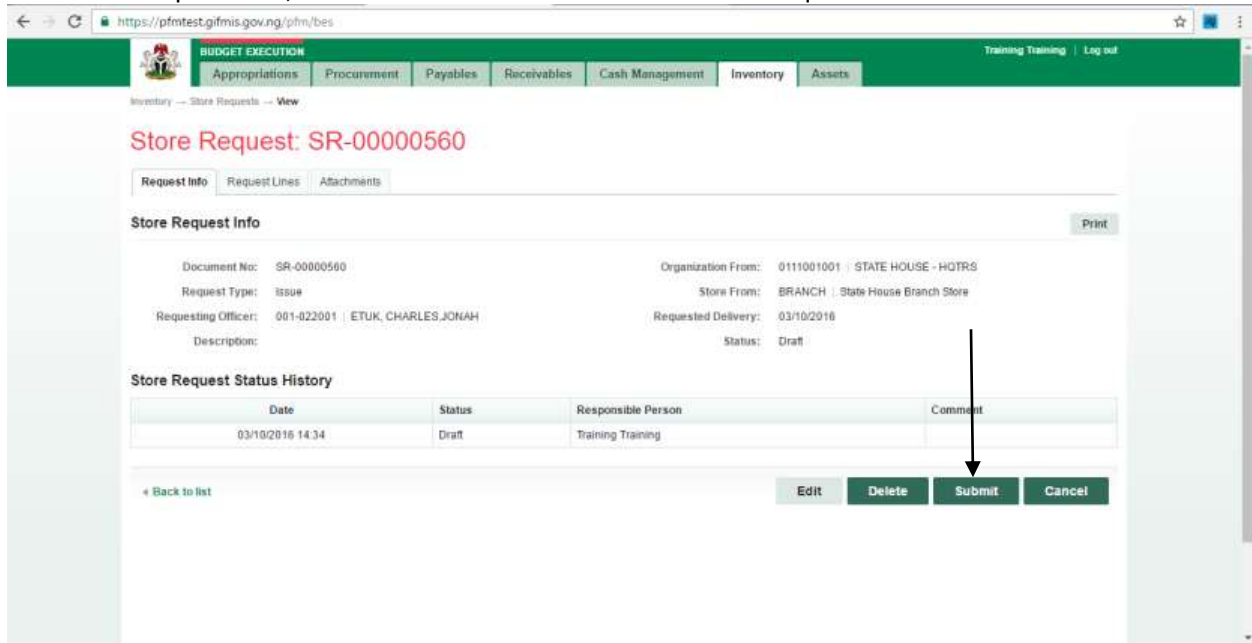 https://pfmtest.gifmis.gov.ng/pfm/bes
BUDGET EXECUTION
Training Training | Log out
Appropriations Procurement Payables Receivables Cash Management Inventory Assets
Inventory → Store Requests → View
Store Request: SR-00000560
Request Info Request Lines Attachments
Store Request Info Print
Document No: SR-00000560 Organization From: 0111001001 | STATE HOUSE - HQTRS
Request Type: Issue Store From: BRANCH | State House Branch Store
Requesting Officer: 001-022001 | ETUK, CHARLES,JONAH Requested Delivery: 03/10/2016
Description: Status: Draft
Store Request Status History
Date Status Responsible Person Comment
03/10/2016 14:34 Draft Training Training
◂ Back to list Edit Delete Submit Cancel